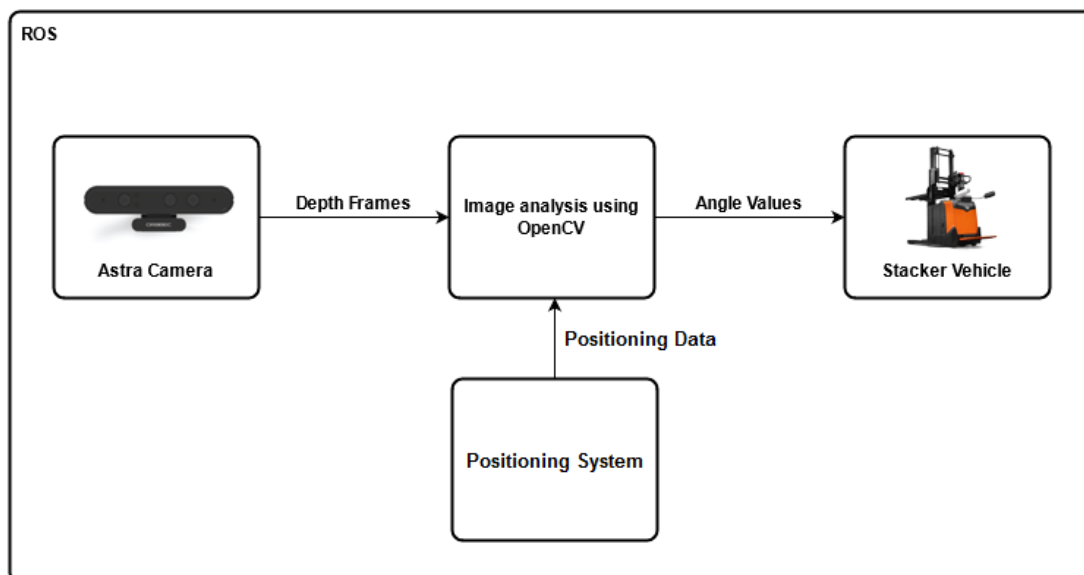 ROS
Depth Frames
Image analysis using
OpenCV
Angle Values
Astra Camera
Stacker Vehicle
Positioning Data
Positioning System